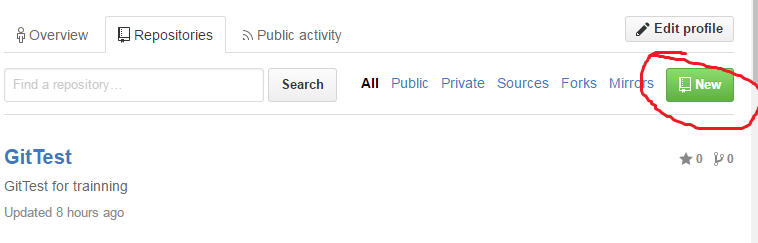 Overview Repositories Public activity Edit profile
Find a repository... Search All Public Private Sources Forks Mirrors New
GitTest 0 0
GitTest for trainning
Updated 8 hours ago